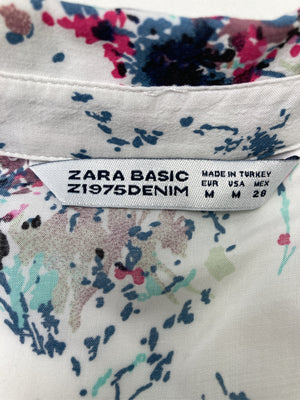 ZARA BASIC
Z1975DENIM
MADE IN TURKEY
EUR USA MEX
M M 28